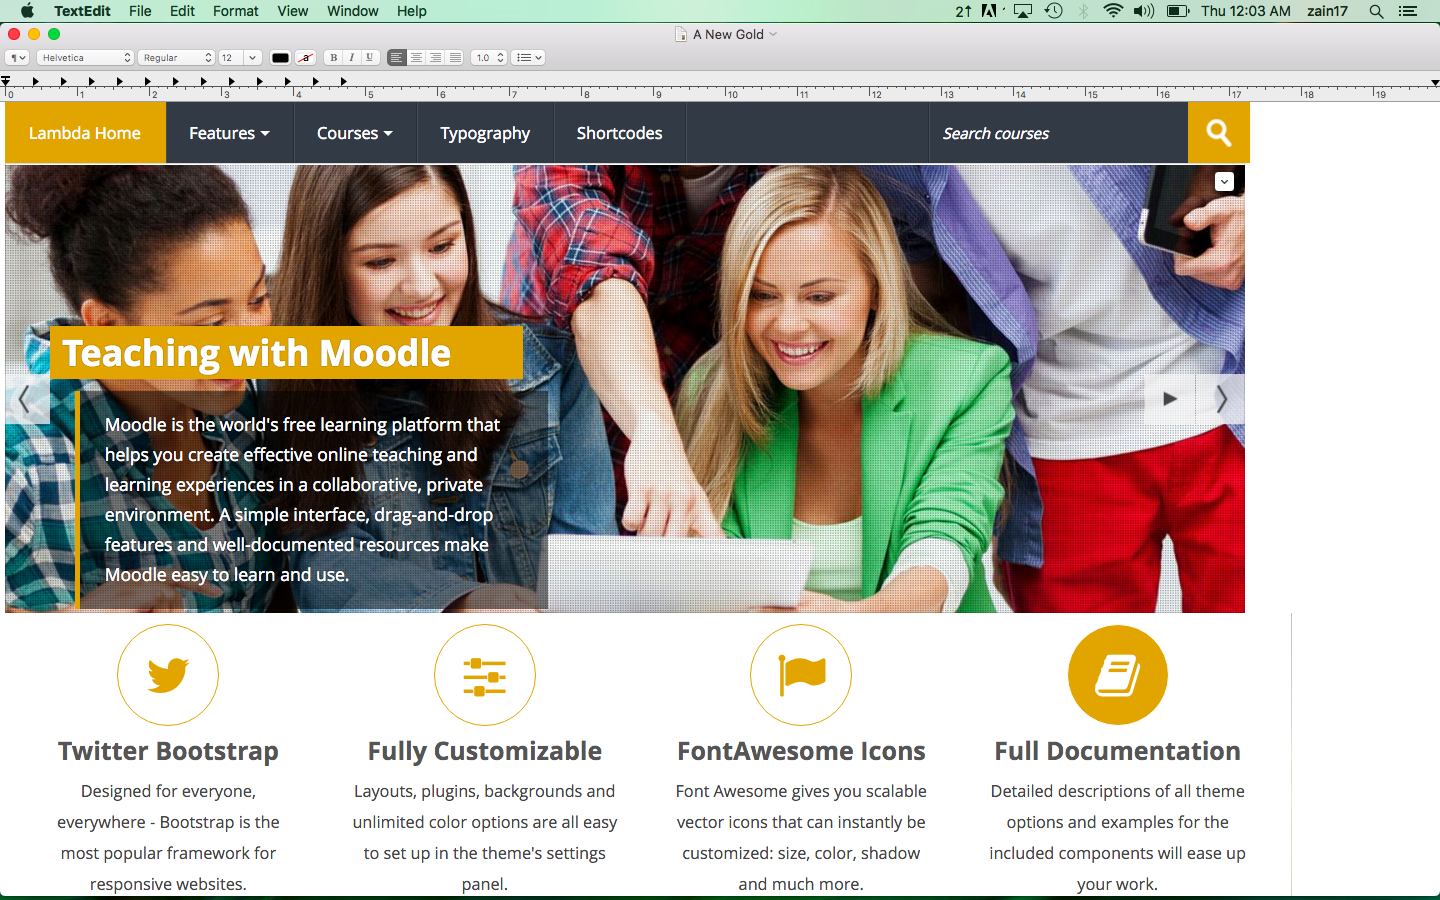 TextEdit File Edit Format View Window Help 2 Thu 12:03 AM zain17
A New Gold
¶ Helvetica Regular 12 a B I U 1.0
0 1 2 3 4 5 6 7 8 9 10 11 12 13 14 15 16 17 18 19
Lambda Home Features Courses Typography Shortcodes Search courses
Teaching with Moodle
Moodle is the world's free learning platform that
helps you create effective online teaching and
learning experiences in a collaborative, private
environment. A simple interface, drag-and-drop
features and well-documented resources make
Moodle easy to learn and use.
Twitter Bootstrap
Designed for everyone,
everywhere - Bootstrap is the
most popular framework for
responsive websites.
Fully Customizable
Layouts, plugins, backgrounds and
unlimited color options are all easy
to set up in the theme's settings
panel.
FontAwesome Icons
Font Awesome gives you scalable
vector icons that can instantly be
customized: size, color, shadow
and much more.
Full Documentation
Detailed descriptions of all theme
options and examples for the
included components will ease up
your work.